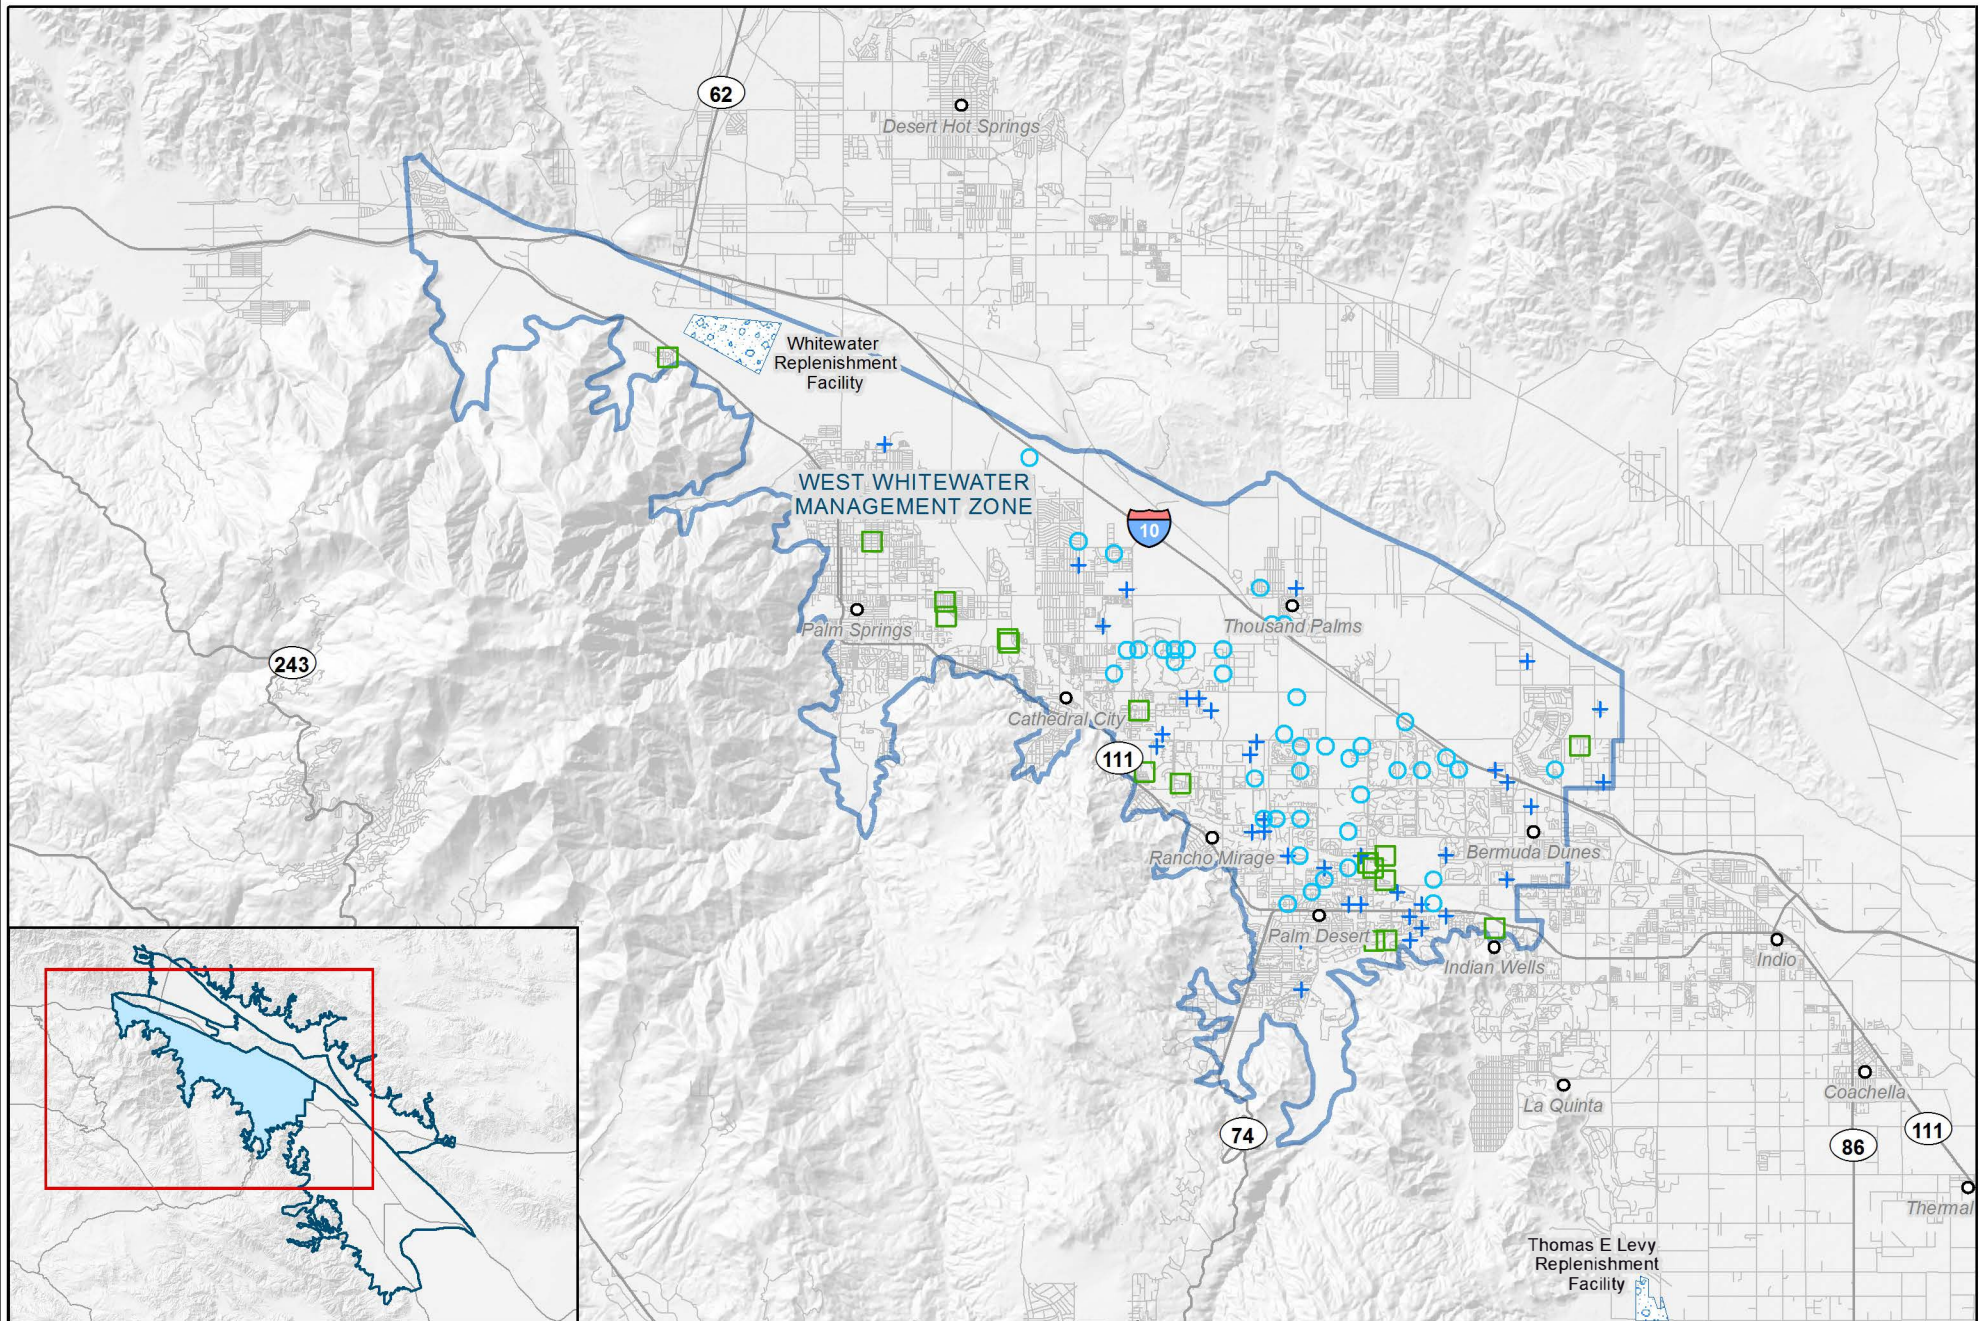 62
Desert Hot Springs
Whitewater
Replenishment
Facility
WEST WHITEWATER
MANAGEMENT ZONE
10
Palm Springs
Thousand Palms
243
Cathedral City
111
Rancho Mirage
Bermuda Dunes
Palm Desert
Indian Wells
Indio
La Quinta
Coachella
74
86
111
Thermal
Thomas E Levy
Replenishment
Facility